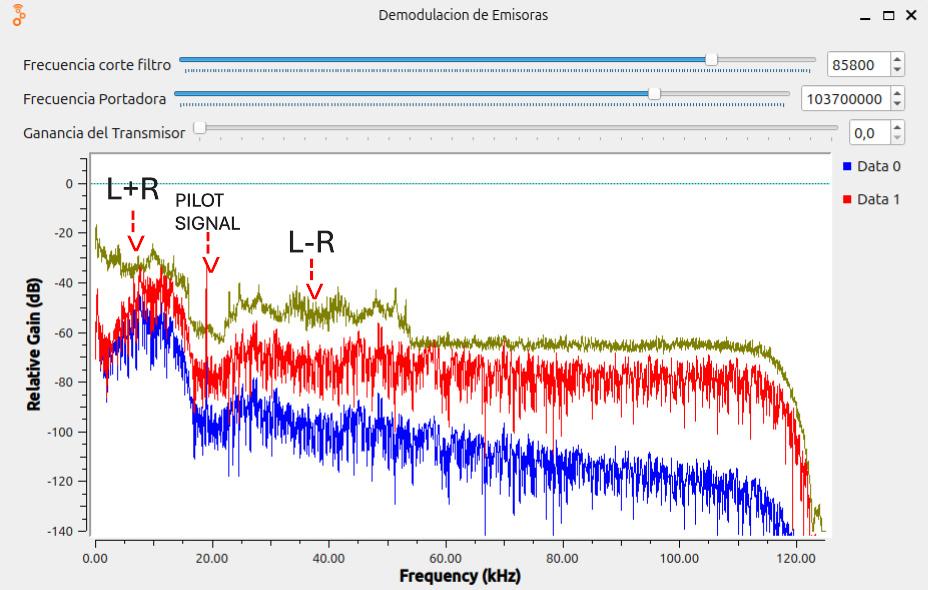 Demodulacion de Emisoras
Frecuencia corte filtro 85800
Frecuencia Portadora 103700000
Ganancia del Transmisor 0,0
Data 0
Data 1
L+R
PILOT
SIGNAL
L-R
Relative Gain (dB)
0
-20
-40
-60
-80
-100
-120
-140
0.00 20.00 40.00 60.00 80.00 100.00 120.00
Frequency (kHz)